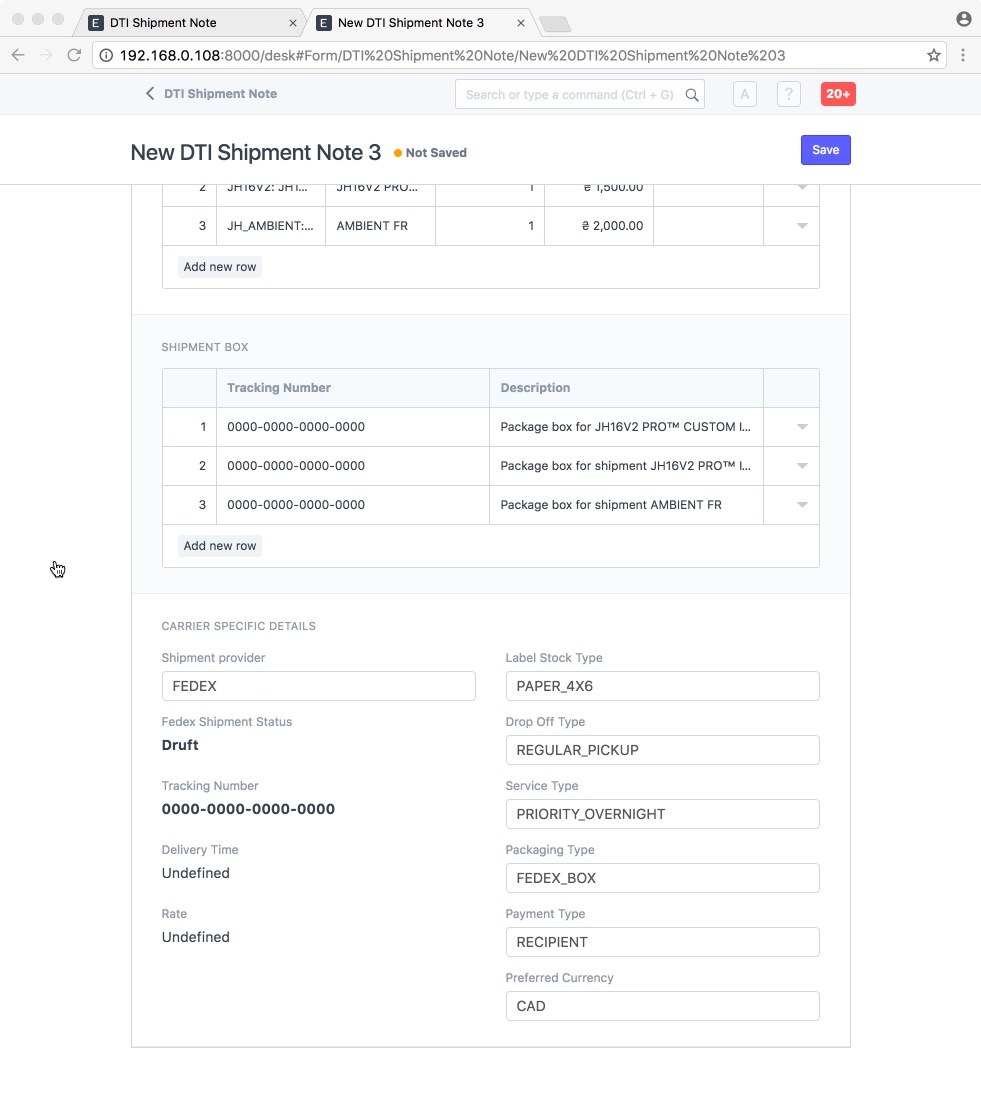 E DTI Shipment Note ×
E New DTI Shipment Note 3 ×
192.168.0.108:8000/desk#Form/DTI%20Shipment%20Note/New%20DTI%20Shipment%20Note%203
DTI Shipment Note
Search or type a command (Ctrl + G)
A
?
20+
New DTI Shipment Note 3
Not Saved
Save
2 JH16V2: JH1... JH16V2 PRO... 1 ₴ 1,500.00
3 JH_AMBIENT:... AMBIENT FR 1 ₴ 2,000.00
Add new row
SHIPMENT BOX
Tracking Number Description
1 0000-0000-0000-0000 Package box for JH16V2 PRO™ CUSTOM I...
2 0000-0000-0000-0000 Package box for shipment JH16V2 PRO™ I...
3 0000-0000-0000-0000 Package box for shipment AMBIENT FR
Add new row
CARRIER SPECIFIC DETAILS
Shipment provider
FEDEX
Fedex Shipment Status
Druft
Tracking Number
0000-0000-0000-0000
Delivery Time
Undefined
Rate
Undefined
Label Stock Type
PAPER_4X6
Drop Off Type
REGULAR_PICKUP
Service Type
PRIORITY_OVERNIGHT
Packaging Type
FEDEX_BOX
Payment Type
RECIPIENT
Preferred Currency
CAD